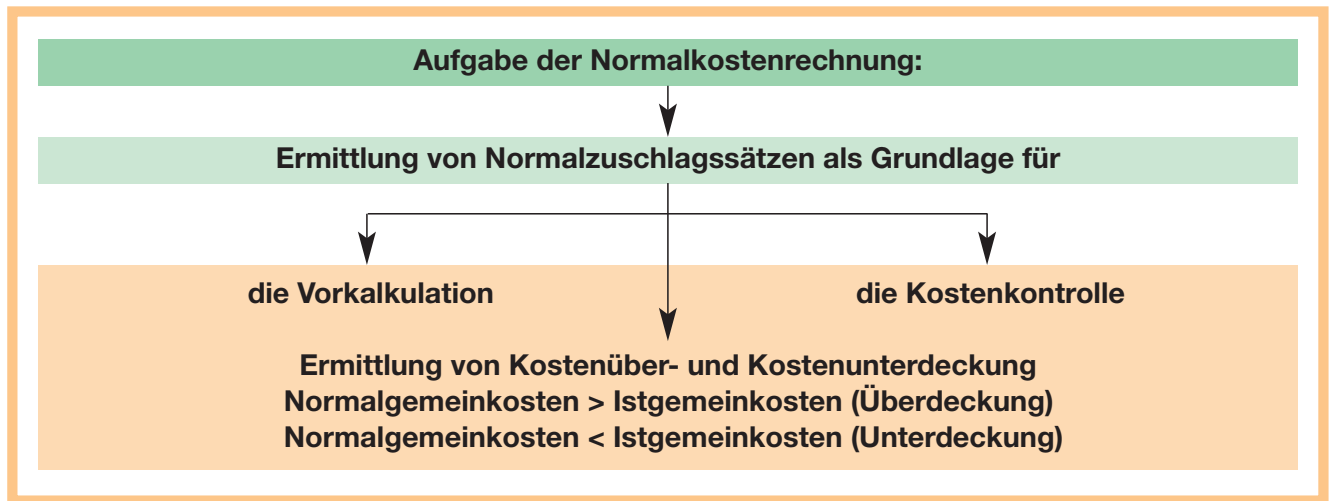 Aufgabe der Normalkostenrechnung:
Ermittlung von Normalzuschlagssätzen als Grundlage für
die Vorkalkulation
die Kostenkontrolle
Ermittlung von Kostenüber- und Kostenunterdeckung
Normalgemeinkosten > Istgemeinkosten (Überdeckung)
Normalgemeinkosten < Istgemeinkosten (Unterdeckung)